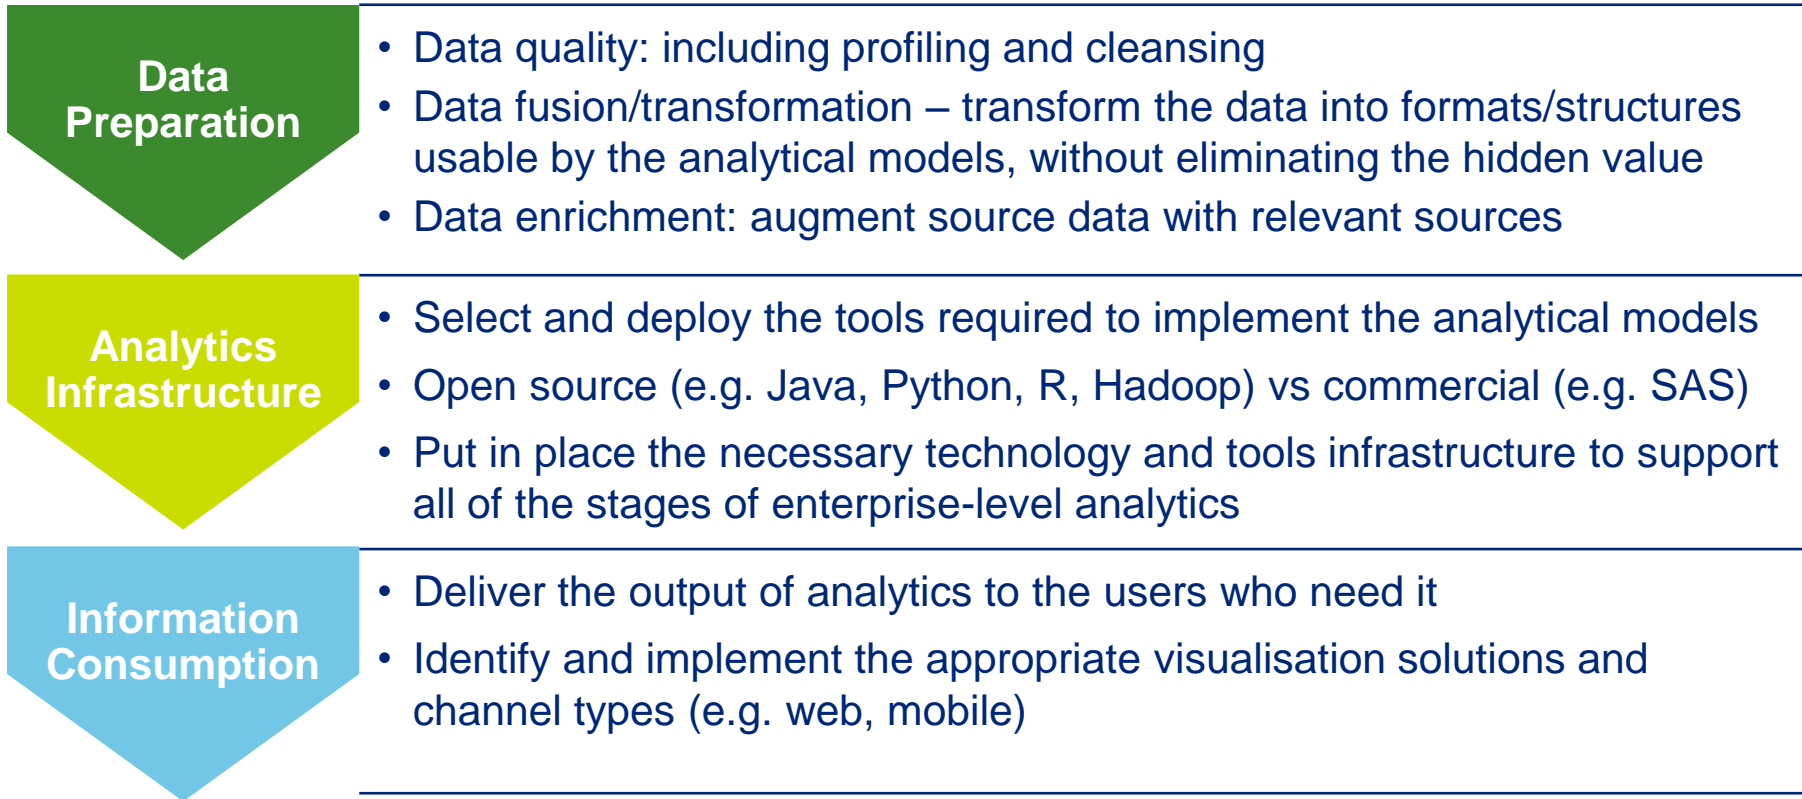 Data
Preparation
• Data quality: including profiling and cleansing
• Data fusion/transformation – transform the data into formats/structures
usable by the analytical models, without eliminating the hidden value
• Data enrichment: augment source data with relevant sources
Analytics
Infrastructure
• Select and deploy the tools required to implement the analytical models
• Open source (e.g. Java, Python, R, Hadoop) vs commercial (e.g. SAS)
• Put in place the necessary technology and tools infrastructure to support
all of the stages of enterprise-level analytics
Information
Consumption
• Deliver the output of analytics to the users who need it
• Identify and implement the appropriate visualisation solutions and
channel types (e.g. web, mobile)